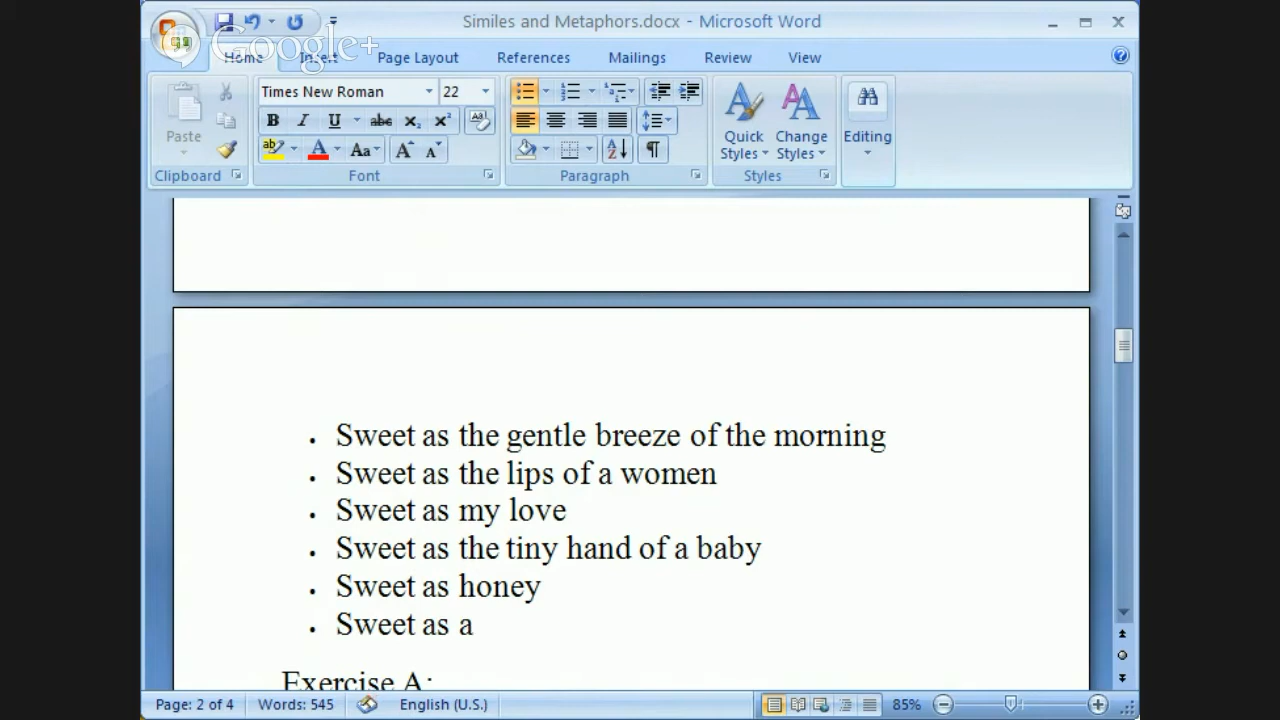 Similes and Metaphors.docx - Microsoft Word
Google+
Home Insert Page Layout References Mailings Review View
Times New Roman 22
Paste
Quick Styles
Change Styles
Editing
Clipboard Font Paragraph Styles
Sweet as the gentle breeze of the morning
Sweet as the lips of a women
Sweet as my love
Sweet as the tiny hand of a baby
Sweet as honey
Sweet as a
Exercise A:
Page: 2 of 4 Words: 545 English (U.S.) 85%